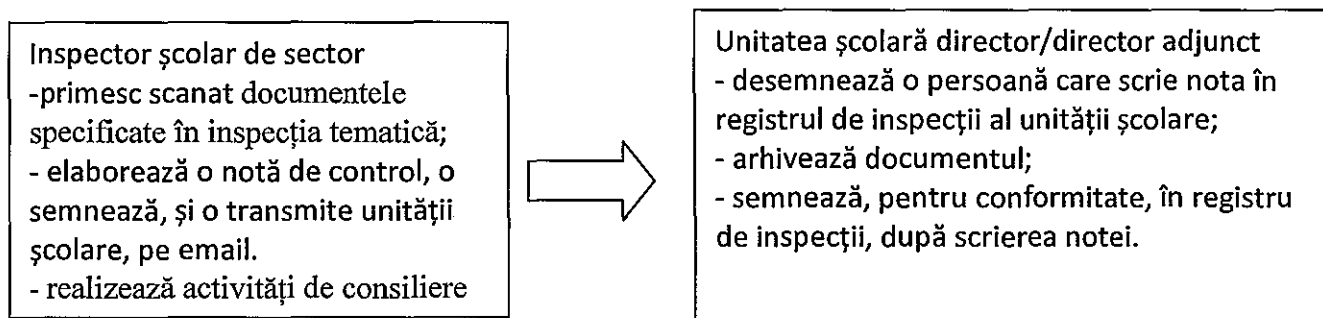 Inspector școlar de sector
-primesc scanat documentele
specificate în inspecția tematică;
- elaborează o notă de control, o
semnează, și o transmite unității
școlare, pe email.
- realizează activități de consiliere
Unitatea școlară director/director adjunct
- desemnează o persoană care scrie nota în
registrul de inspecții al unității școlare;
- arhivează documentul;
- semnează, pentru conformitate, în registru
de inspecții, după scrierea notei.